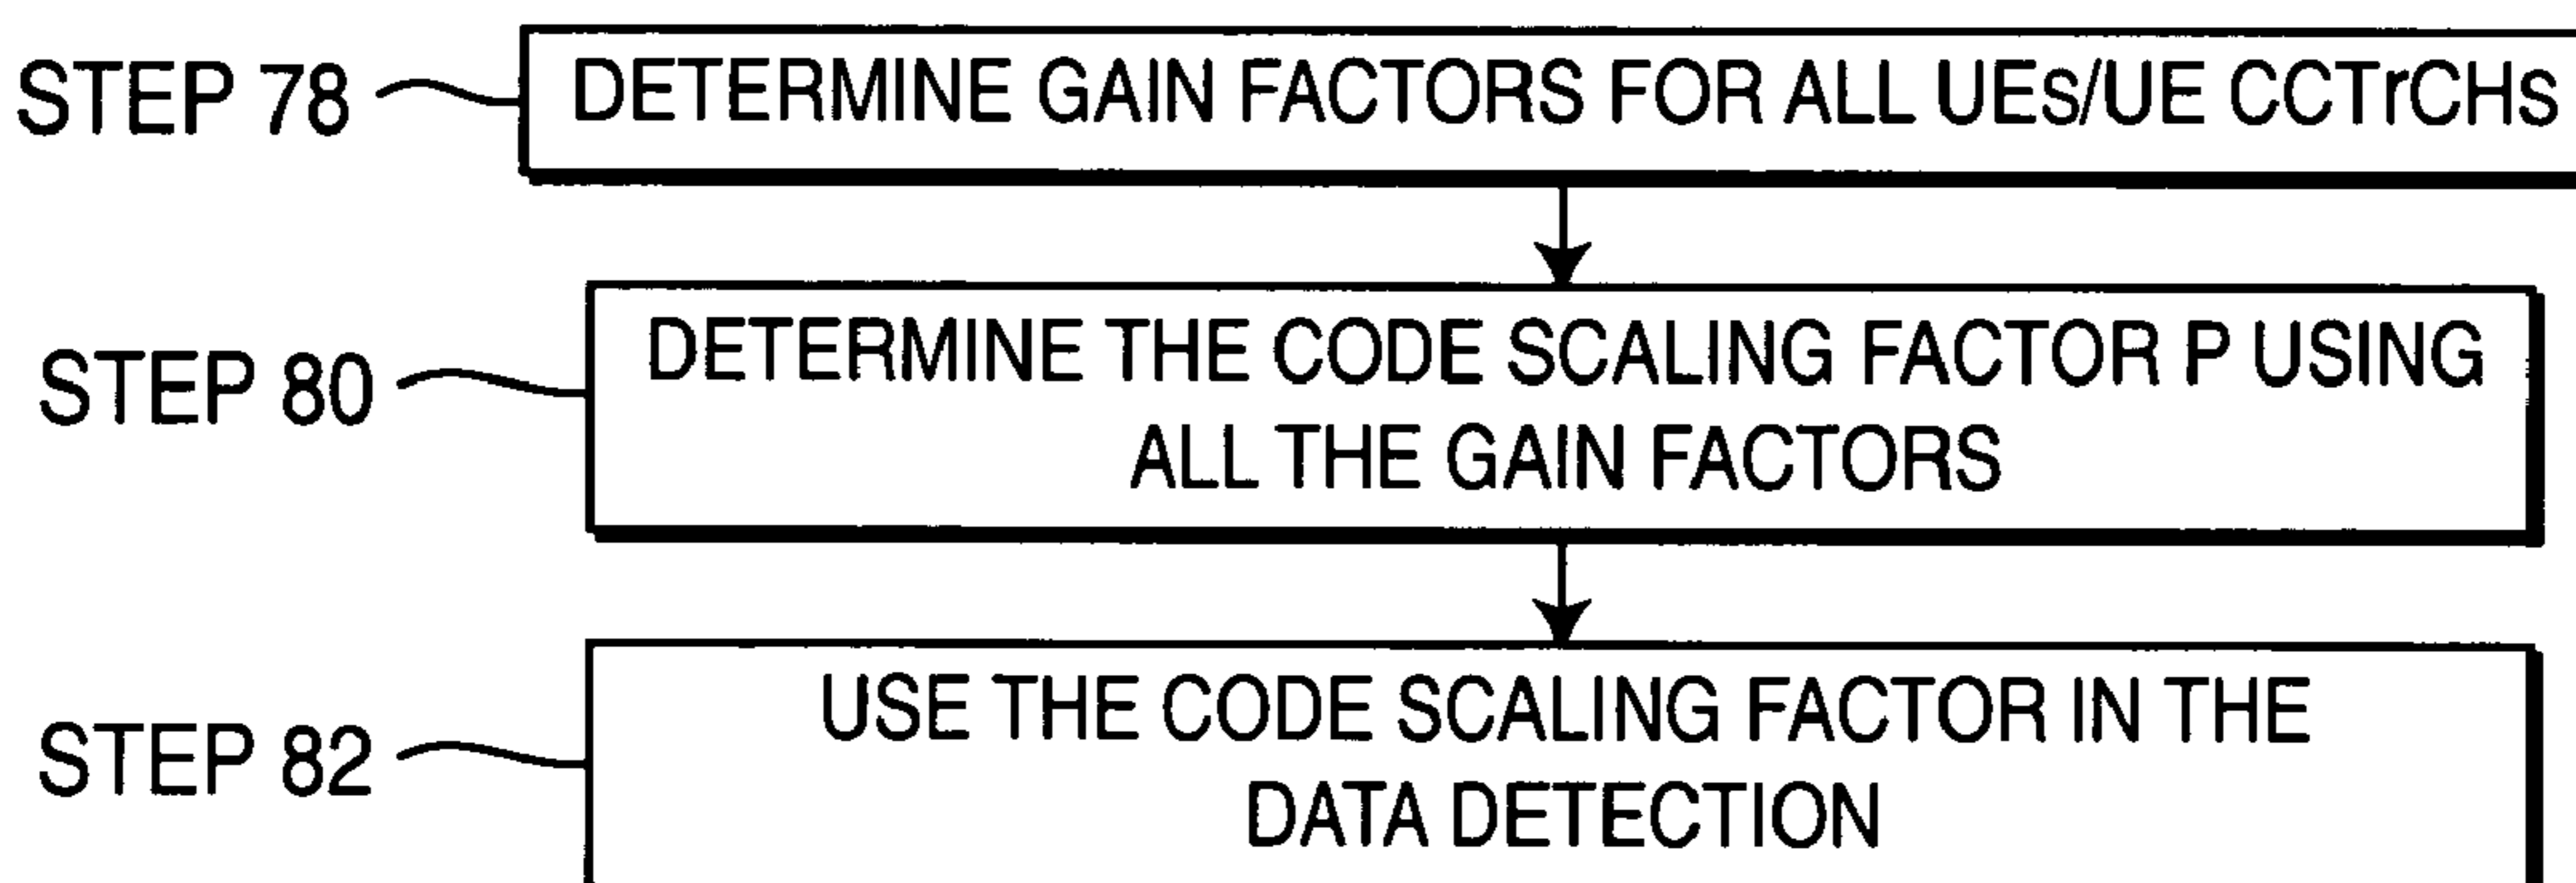 STEP 78
DETERMINE GAIN FACTORS FOR ALL UEs/UE CCTrCHs
STEP 80
DETERMINE THE CODE SCALING FACTOR P USING
ALL THE GAIN FACTORS
STEP 82
USE THE CODE SCALING FACTOR IN THE
DATA DETECTION